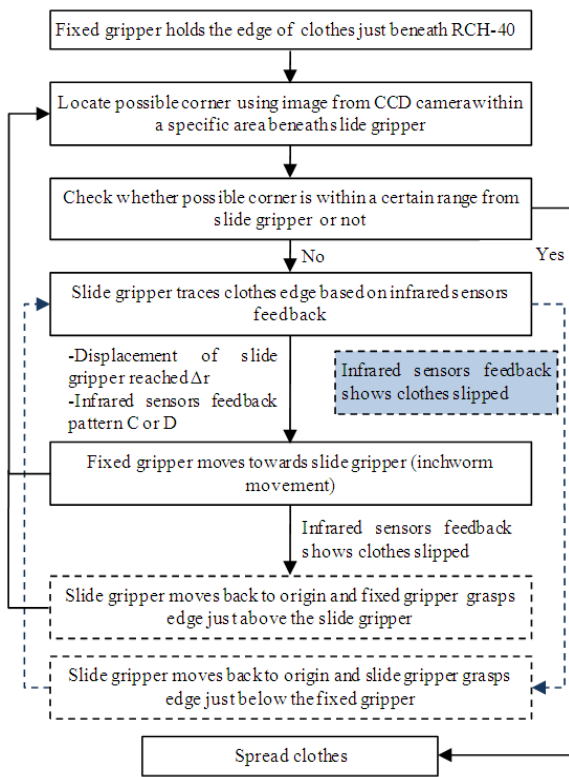 Fixed gripper holds the edge of clothes just beneath RCH-40
Locate possible corner using image from CCD camera within
a specific area beneath slide gripper
Check whether possible corner is within a certain range from
slide gripper or not
No
Yes
Slide gripper traces clothes edge based on infrared sensors
feedback
-Displacement of slide
gripper reached Δr
-Infrared sensors feedback
pattern C or D
Infrared sensors feedback
shows clothes slipped
Fixed gripper moves towards slide gripper (inchworm
movement)
Infrared sensors feedback
shows clothes slipped
Slide gripper moves back to origin and fixed gripper grasps
edge just above the slide gripper
Slide gripper moves back to origin and slide gripper grasps
edge just below the fixed gripper
Spread clothes